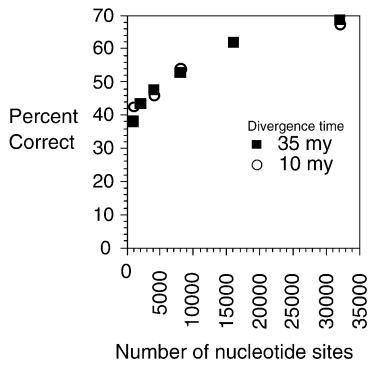 70
60
50
40
30
20
10
0
Percent
Correct
Divergence time
35 my
10 my
0
5000
10000
15000
20000
25000
30000
35000
Number of nucleotide sites